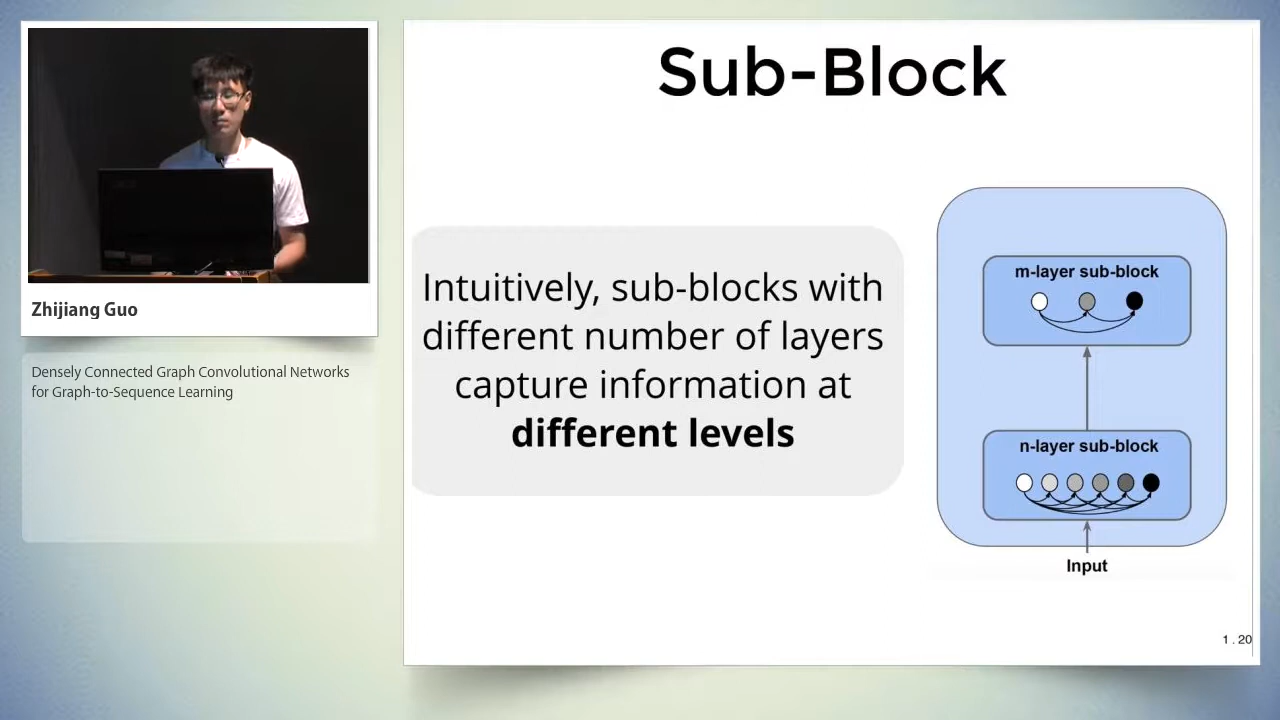 Sub-Block
Intuitively, sub-blocks with
different number of layers
capture information at
different levels
m-layer sub-block
n-layer sub-block
Input
1 . 20
Zhijiang Guo
Densely Connected Graph Convolutional Networks
for Graph-to-Sequence Learning